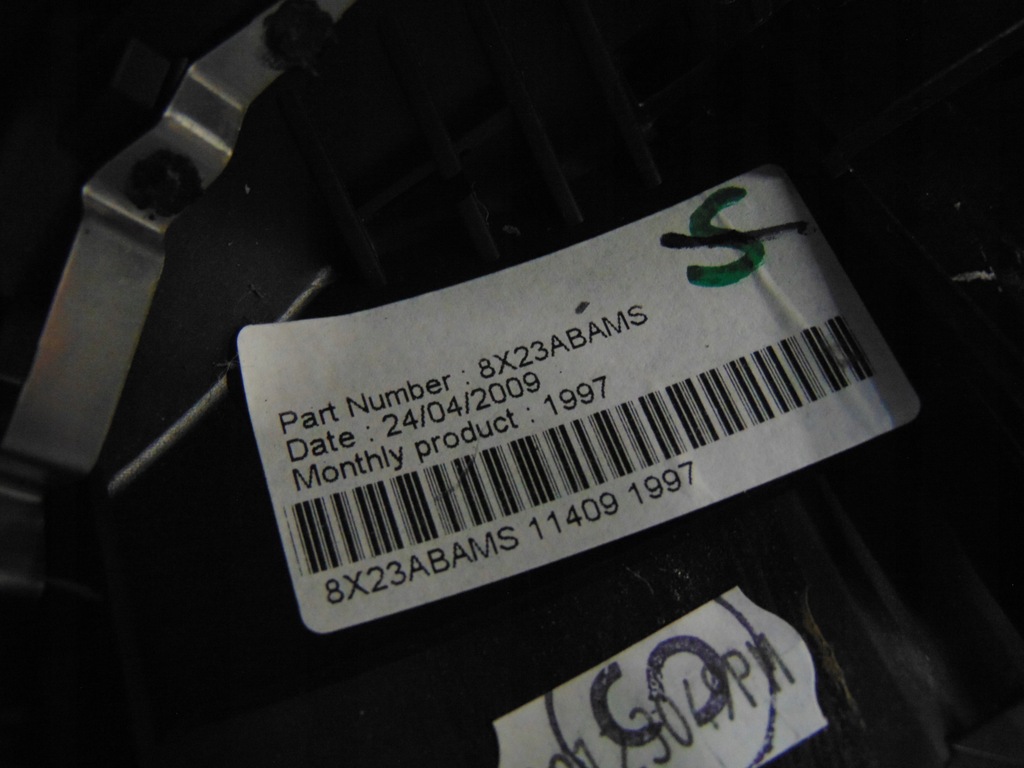 S
Part Number : 8X23ABAMS
Date : 24/04/2009
Monthly product : 1997
8X23ABAMS 11409 1997